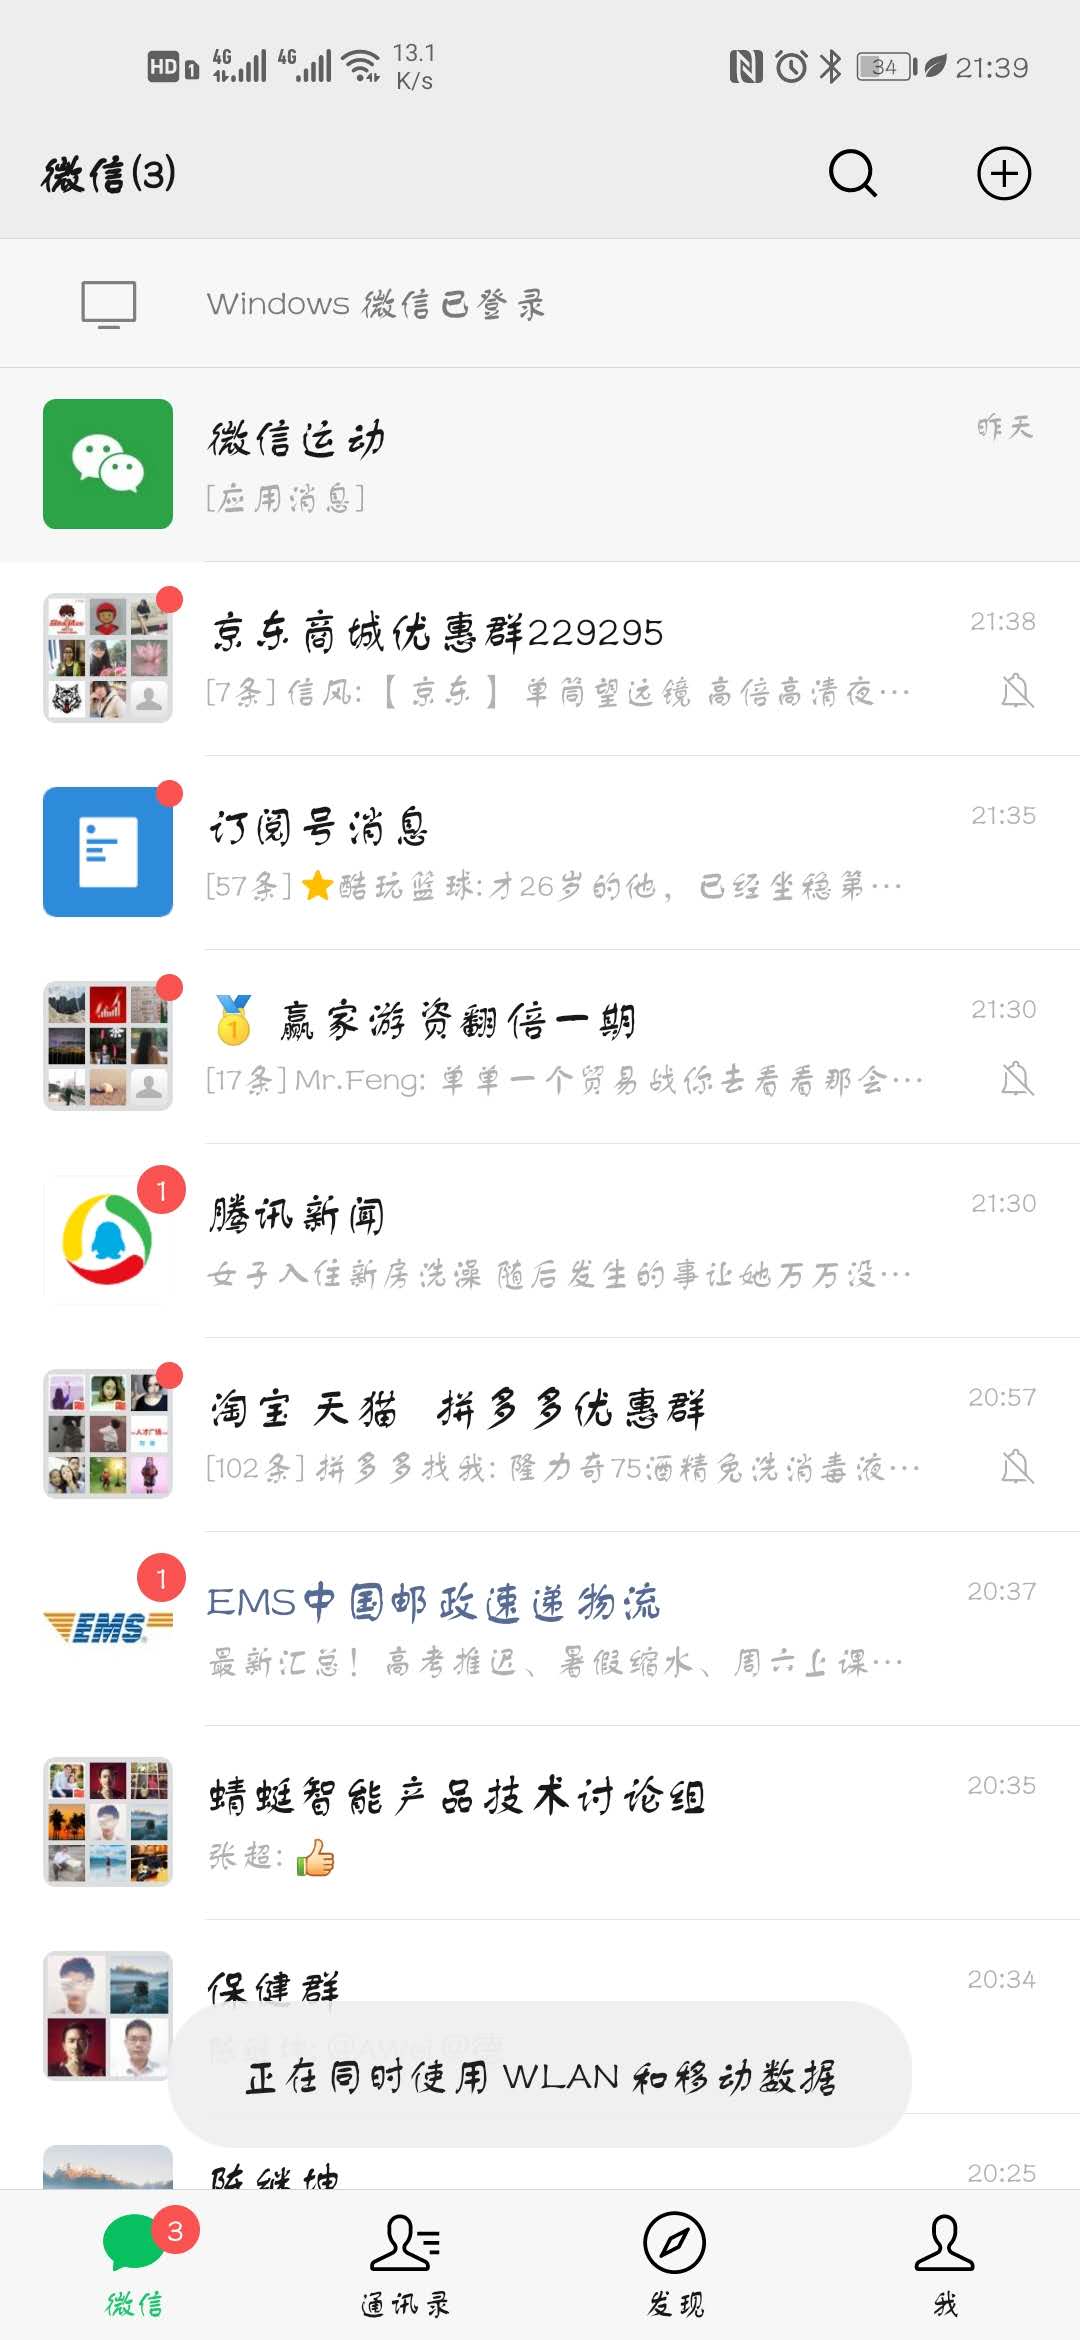 HD 1 4G 4G 13.1 K/s 34 21:39
微信(3)
Windows 微信已登录
微信运动 昨天
[应用消息]
京东商城优惠群229295 21:38
[7条] 信风:【京东】单筒望远镜 高倍高清夜…
订阅号消息 21:35
[57条] ⭐酷玩篮球:才26岁的他，已经坐稳第…
🥇 赢家游资翻倍一期 21:30
[17条] Mr.Feng: 单单一个贸易战你去看看那会…
1
腾讯新闻 21:30
女子入住新房洗澡 随后发生的事让她万万没…
淘宝 天猫 拼多多优惠群 20:57
[102条] 拼多多找我: 隆力奇75酒精免洗消毒液…
1
EMS
EMS中国邮政速递物流 20:37
最新汇总！高考推迟、暑假缩水、周六上课…
蜻蜓智能产品技术讨论组 20:35
张超: 👍
保健群 20:34
正在同时使用 WLAN 和移动数据
陈继坤 20:25
3
微信 通讯录 发现 我